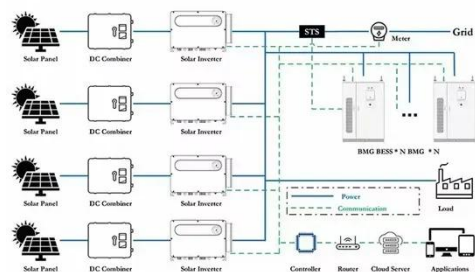 STS
Meter
Grid
Solar Panel
DC Combiner
Solar Inverter
Solar Panel
DC Combiner
Solar Inverter
BMG BESS * N BMG * N
Solar Panel
DC Combiner
Solar Inverter
Power
Communication
Load
Solar Panel
DC Combiner
Solar Inverter
Controller
Router
Cloud Server